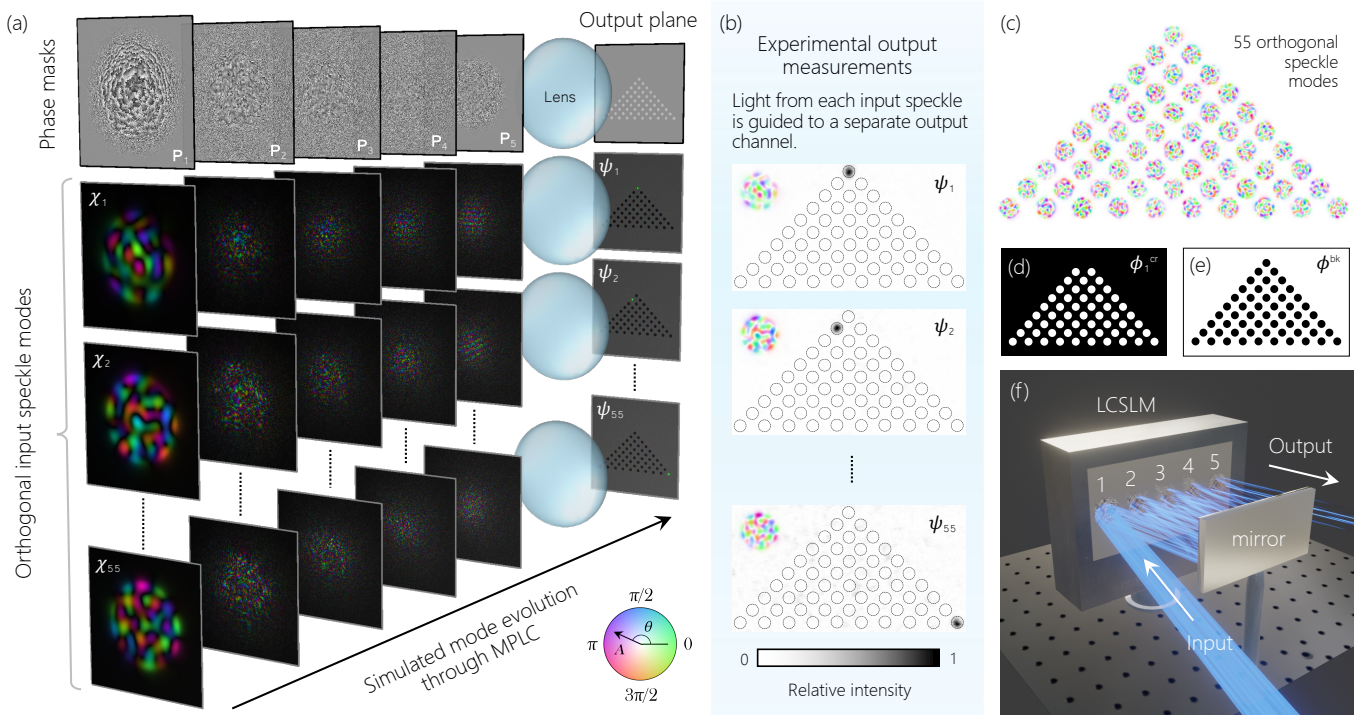 (a)
Output plane
Phase masks
P₁
P₂
P₃
P₄
P₅
Lens
Orthogonal input speckle modes
χ₁
χ₂
χ₅₅
ψ₁
ψ₂
ψ₅₅
Simulated mode evolution
through MPLC
π/2
π
θ
A
0
3π/2
(b)
Experimental output
measurements
Light from each input speckle
is guided to a separate output
channel.
ψ₁
ψ₂
ψ₅₅
0
1
Relative intensity
(c)
55 orthogonal
speckle
modes
(d)
ϕ₁ᶜʳ
(e)
ϕᵇᵏ
(f)
LCSLM
Output
1 2 3 4 5
mirror
Input